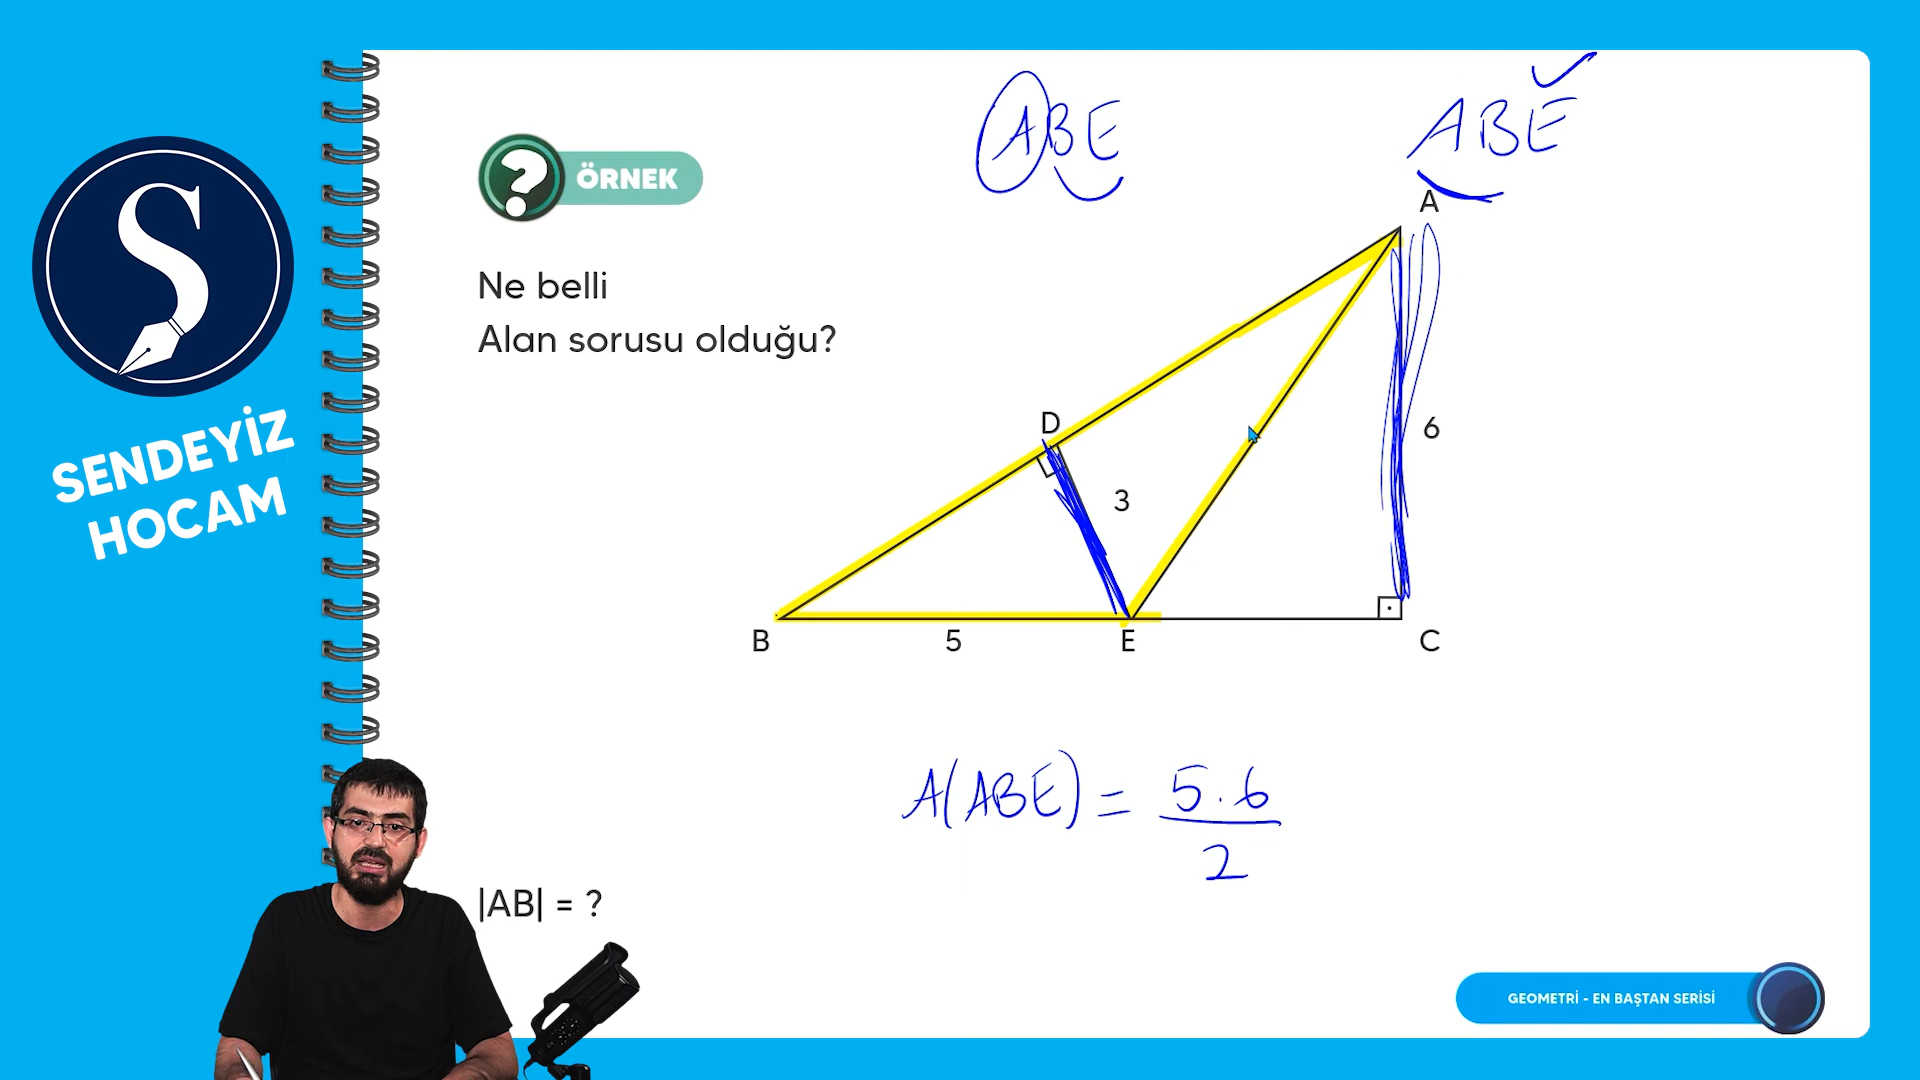 SENDEYİZ
HOCAM
ÖRNEK
Ne belli
Alan sorusu olduğu?
ABE
ABE
A
D
6
3
B
5
E
C
A(ABE) = 5.6
2
|AB| = ?
GEOMETRİ - EN BAŞTAN SERİSİ